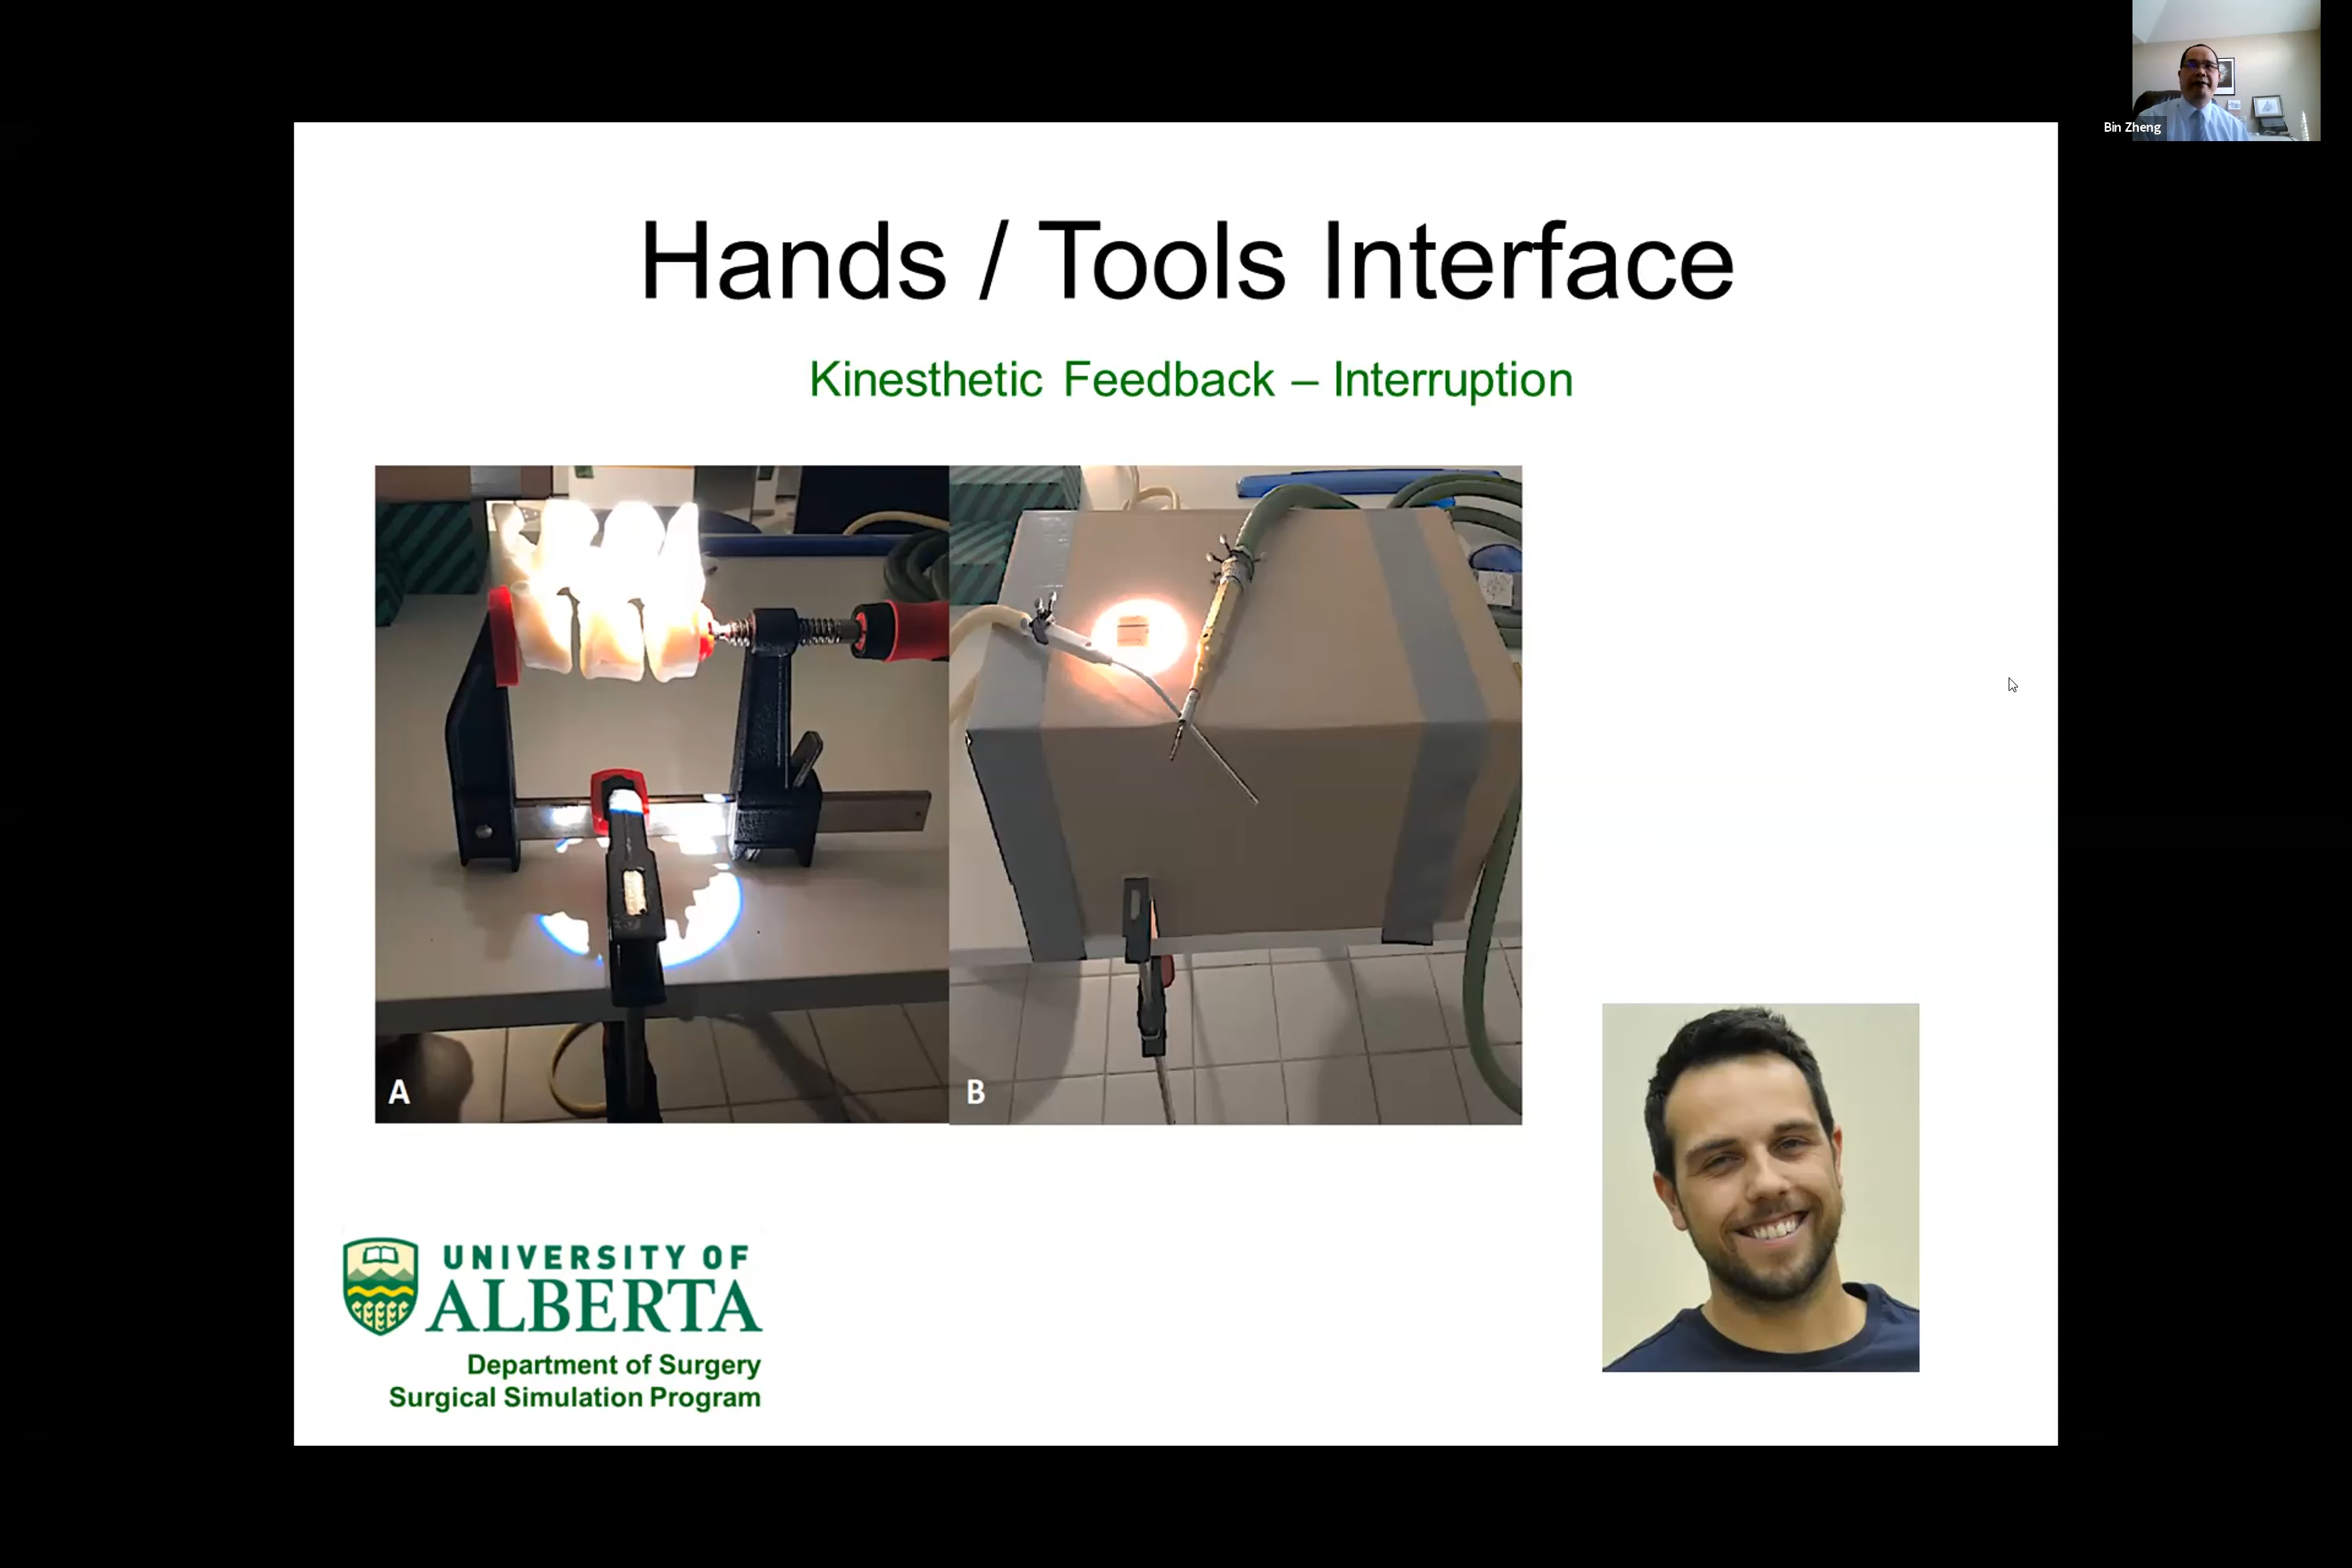 Bin Zheng
Hands / Tools Interface
Kinesthetic Feedback – Interruption
A
B
UNIVERSITY OF
ALBERTA
Department of Surgery
Surgical Simulation Program